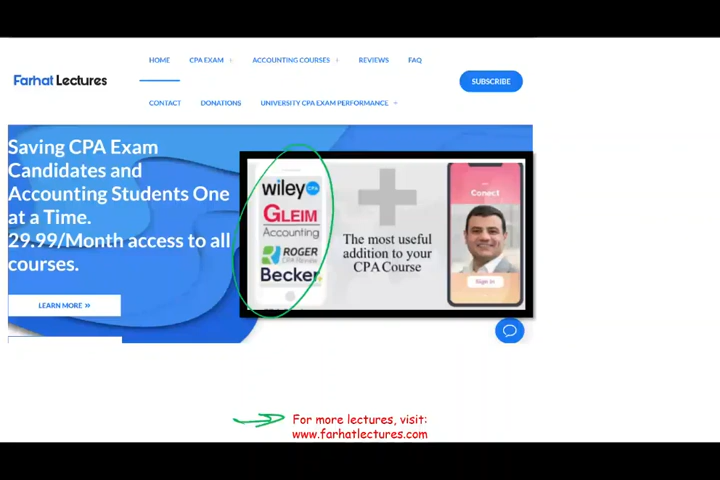 HOME CPA EXAM ACCOUNTING COURSES REVIEWS FAQ
Farhat Lectures
SUBSCRIBE
CONTACT DONATIONS UNIVERSITY CPA EXAM PERFORMANCE
Saving CPA Exam
Candidates and
Accounting Students One
at a Time.
29.99/Month access to all
courses.
LEARN MORE »
wiley CPA
GLEIM
Accounting
ROGER
CPA Review
Becker
The most useful
addition to your
CPA Course
Conect
Sign in
For more lectures, visit:
www.farhatlectures.com